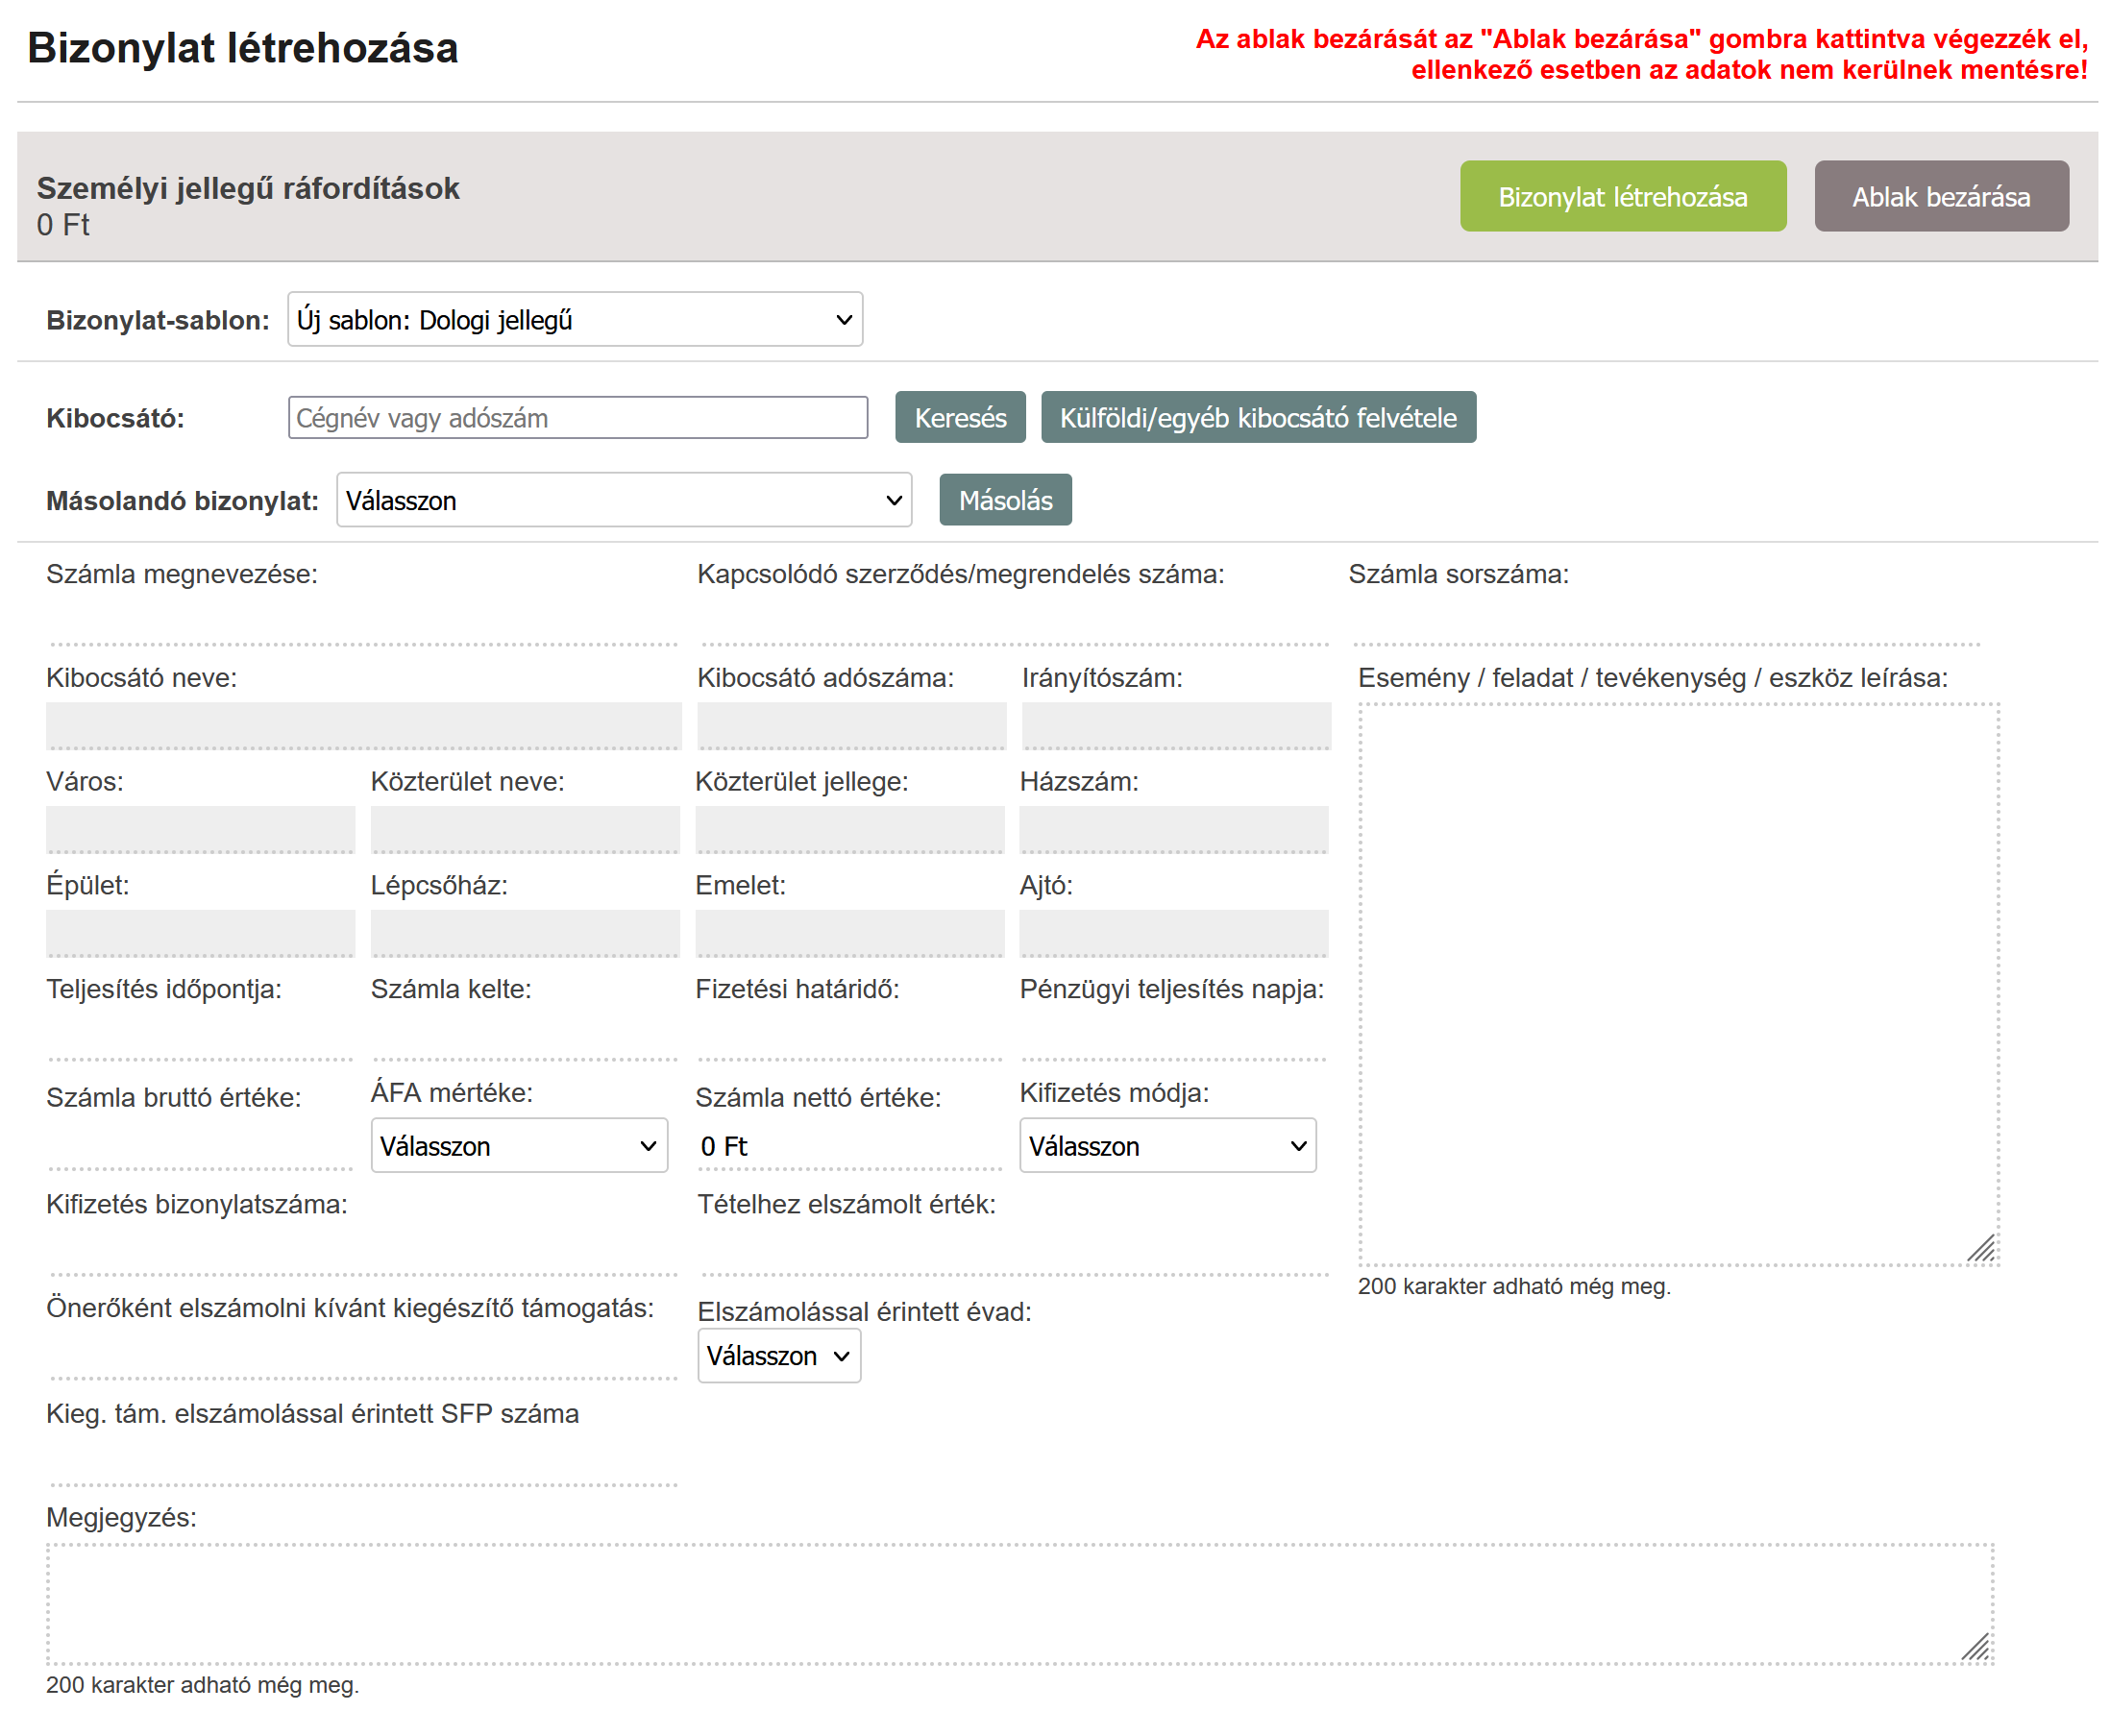 Bizonylat létrehozása
Az ablak bezárását az "Ablak bezárása" gombra kattintva végezzék el,
ellenkező esetben az adatok nem kerülnek mentésre!
Személyi jellegű ráfordítások
0 Ft
Bizonylat létrehozása
Ablak bezárása
Bizonylat-sablon: Új sablon: Dologi jellegű
Kibocsátó: Cégnév vagy adószám Keresés Külföldi/egyéb kibocsátó felvétele
Másolandó bizonylat: Válasszon Másolás
Számla megnevezése: Kapcsolódó szerződés/megrendelés száma: Számla sorszáma:
Kibocsátó neve: Kibocsátó adószáma: Irányítószám: Esemény / feladat / tevékenység / eszköz leírása:
Város: Közterület neve: Közterület jellege: Házszám:
Épület: Lépcsőház: Emelet: Ajtó:
Teljesítés időpontja: Számla kelte: Fizetési határidő: Pénzügyi teljesítés napja:
Számla bruttó értéke: ÁFA mértéke: Számla nettó értéke: Kifizetés módja:
Válasszon 0 Ft Válasszon
Kifizetés bizonylatszáma: Tételhez elszámolt érték:
200 karakter adható még meg.
Önerőként elszámolni kívánt kiegészítő támogatás: Elszámolással érintett évad:
Válasszon
Kieg. tám. elszámolással érintett SFP száma
Megjegyzés:
200 karakter adható még meg.